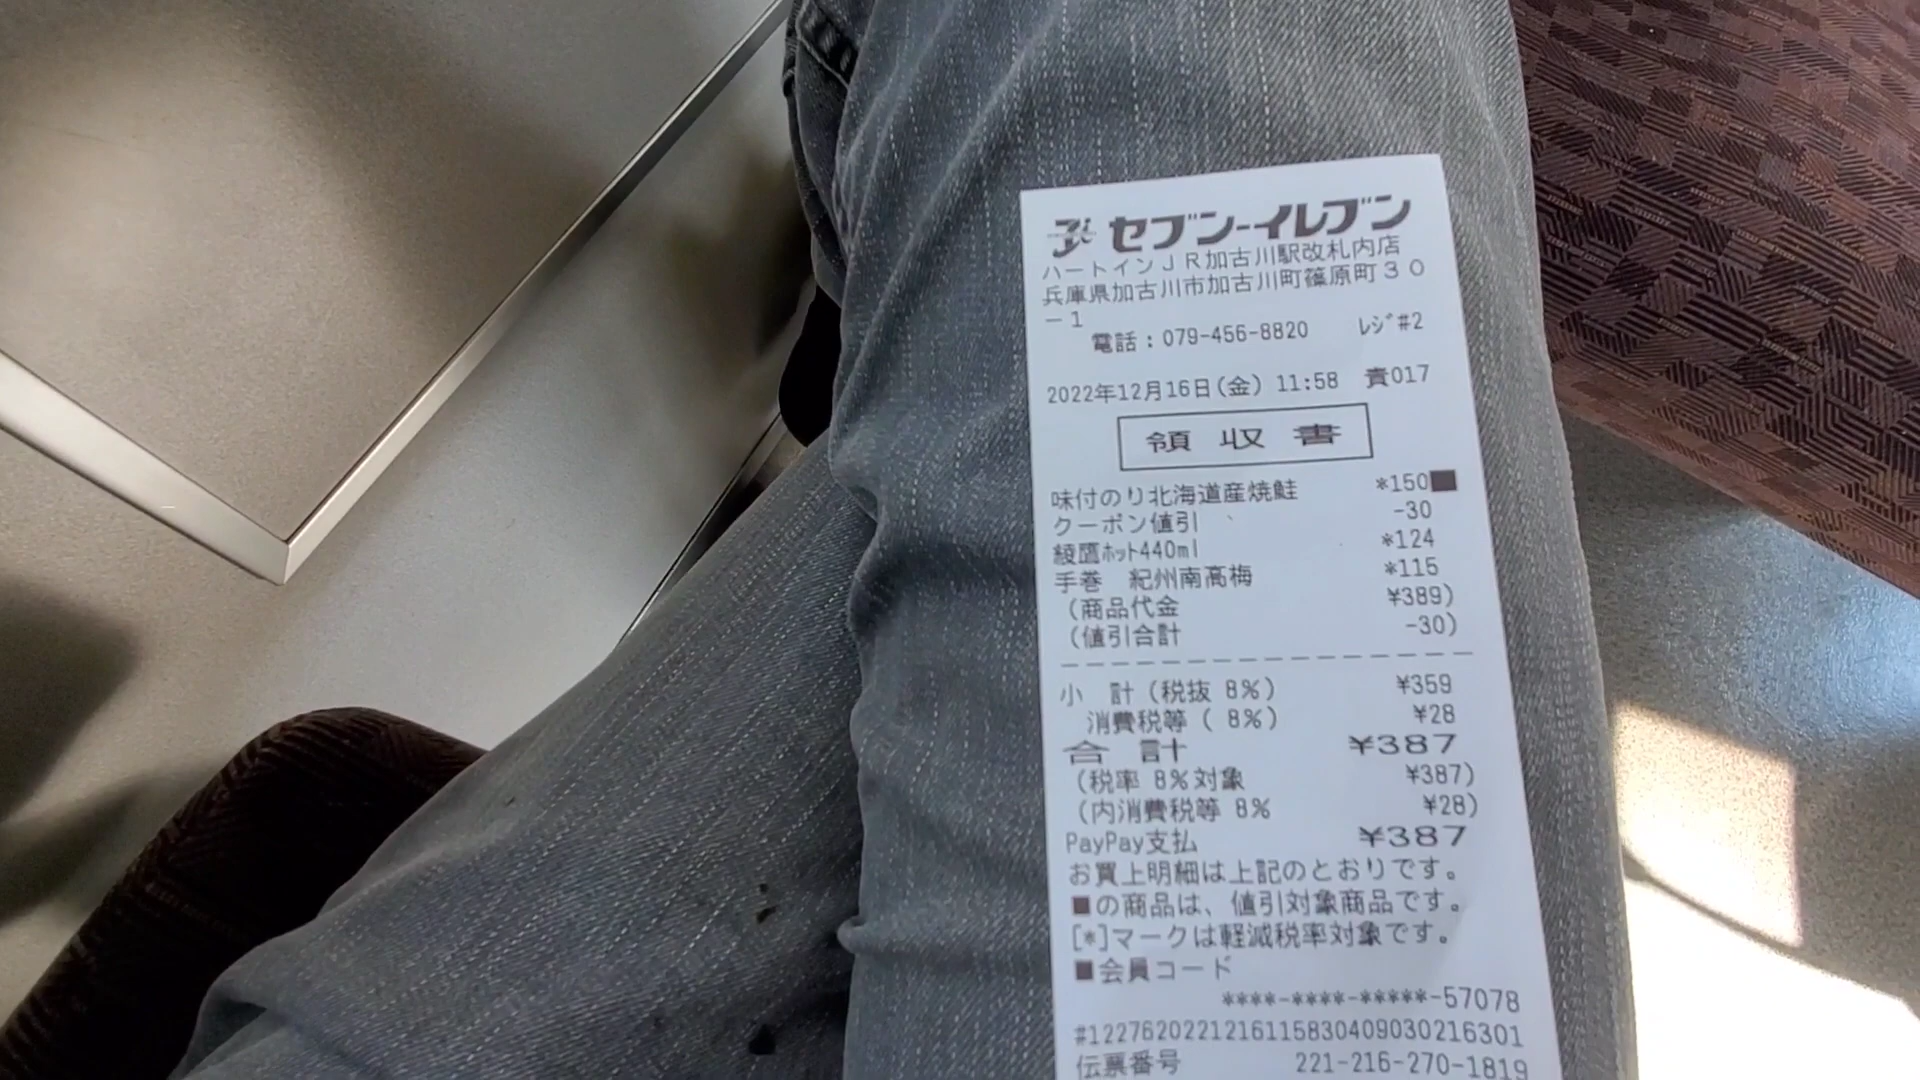 セブン-イレブン
ハートインJR加古川駅改札内店
兵庫県加古川市加古川町篠原町30
-1
電話:079-456-8820 レジ#2
2022年12月16日(金) 11:58 責017
領収書
味付のり北海道産焼鮭 *150■
クーポン値引 -30
綾鷹ホット440ml *124
手巻 紀州南高梅 *115
(商品代金 ¥389)
(値引合計 -30)
小 計(税抜 8%) ¥359
消費税等( 8%) ¥28
合 計 ¥387
(税率 8%対象 ¥387)
(内消費税等 8% ¥28)
PayPay支払 ¥387
お買上明細は上記のとおりです。
■の商品は、値引対象商品です。
[*]マークは軽減税率対象です。
■会員コード
****-****-*****-57078
#122762022121611583040903021​6301
伝票番号 221-216-270-1819